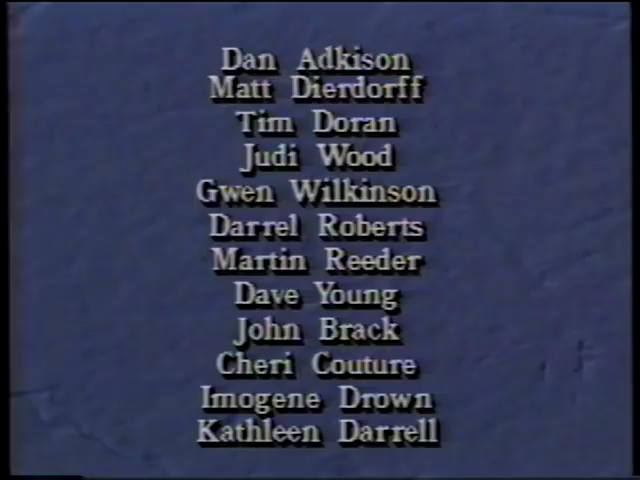 Dan Adkison
Matt Dierdorff
Tim Doran
Judi Wood
Gwen Wilkinson
Darrel Roberts
Martin Reeder
Dave Young
John Brack
Cheri Couture
Imogene Drown
Kathleen Darrell